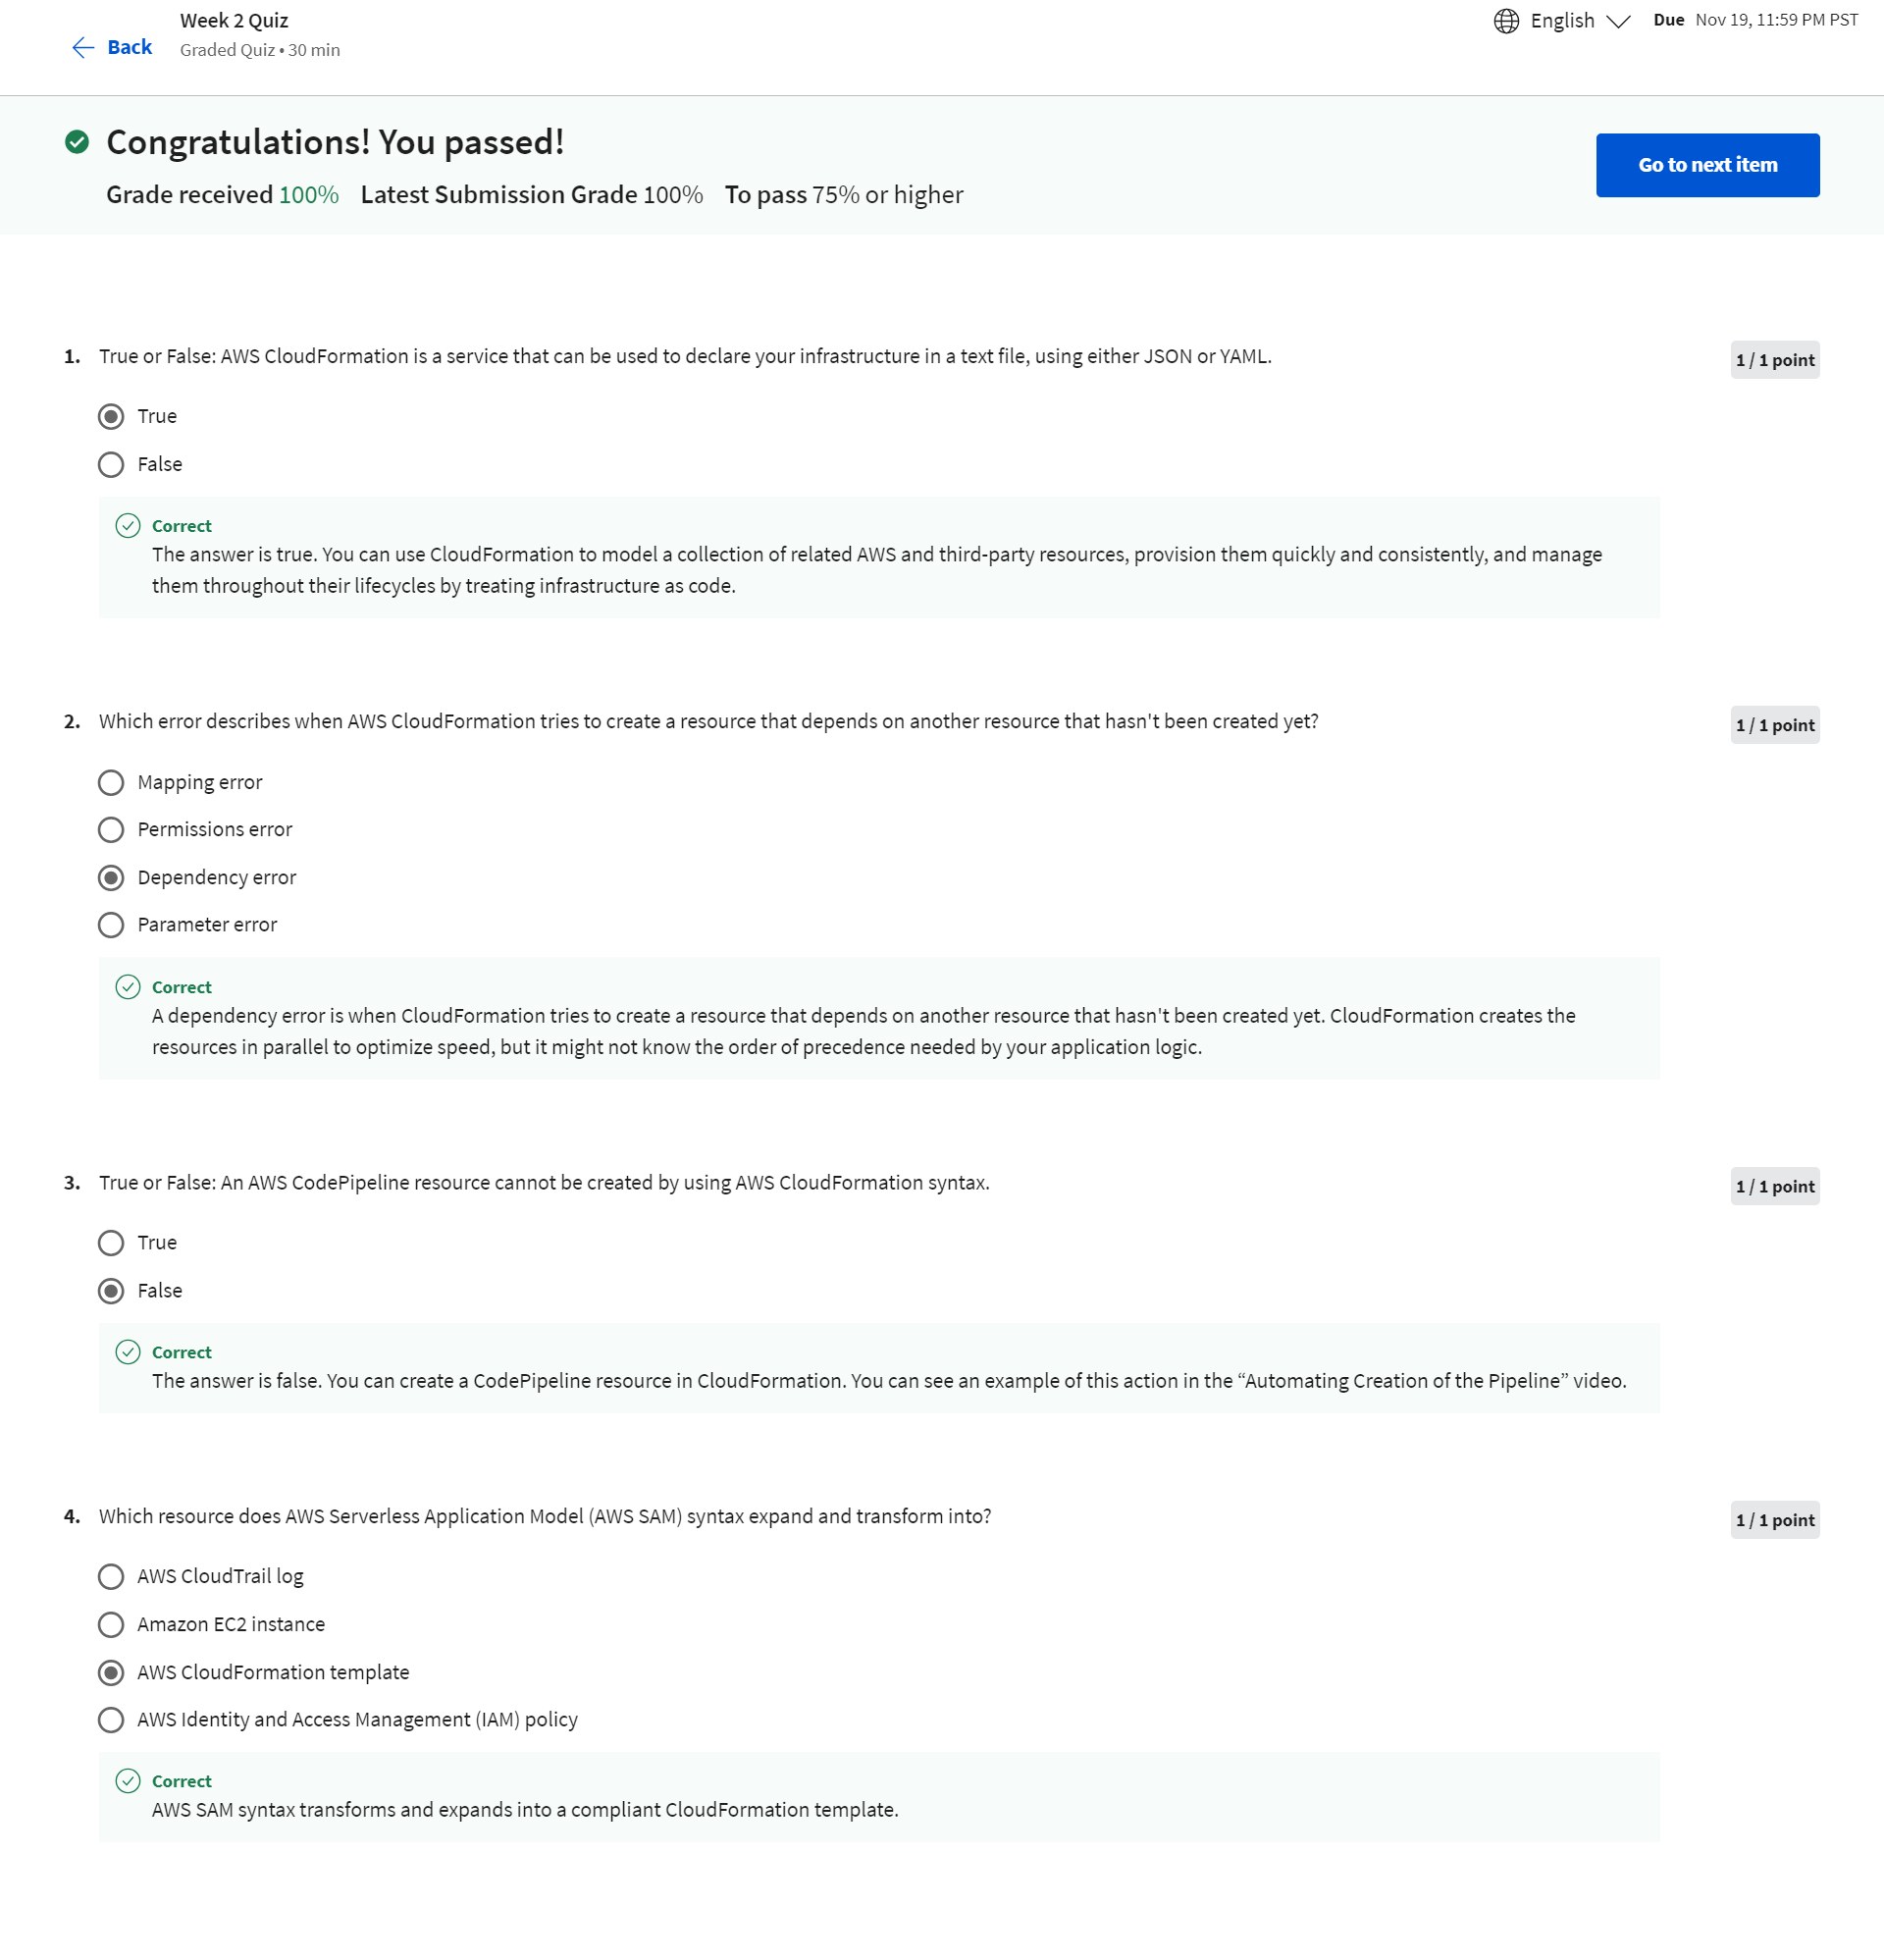 Back
Week 2 Quiz
Graded Quiz • 30 min
English
Due Nov 19, 11:59 PM PST
Congratulations! You passed!
Grade received 100% Latest Submission Grade 100% To pass 75% or higher
Go to next item
1. True or False: AWS CloudFormation is a service that can be used to declare your infrastructure in a text file, using either JSON or YAML.
1 / 1 point
True
False
Correct
The answer is true. You can use CloudFormation to model a collection of related AWS and third-party resources, provision them quickly and consistently, and manage
them throughout their lifecycles by treating infrastructure as code.
2. Which error describes when AWS CloudFormation tries to create a resource that depends on another resource that hasn't been created yet?
1 / 1 point
Mapping error
Permissions error
Dependency error
Parameter error
Correct
A dependency error is when CloudFormation tries to create a resource that depends on another resource that hasn't been created yet. CloudFormation creates the
resources in parallel to optimize speed, but it might not know the order of precedence needed by your application logic.
3. True or False: An AWS CodePipeline resource cannot be created by using AWS CloudFormation syntax.
1 / 1 point
True
False
Correct
The answer is false. You can create a CodePipeline resource in CloudFormation. You can see an example of this action in the “Automating Creation of the Pipeline” video.
4. Which resource does AWS Serverless Application Model (AWS SAM) syntax expand and transform into?
1 / 1 point
AWS CloudTrail log
Amazon EC2 instance
AWS CloudFormation template
AWS Identity and Access Management (IAM) policy
Correct
AWS SAM syntax transforms and expands into a compliant CloudFormation template.